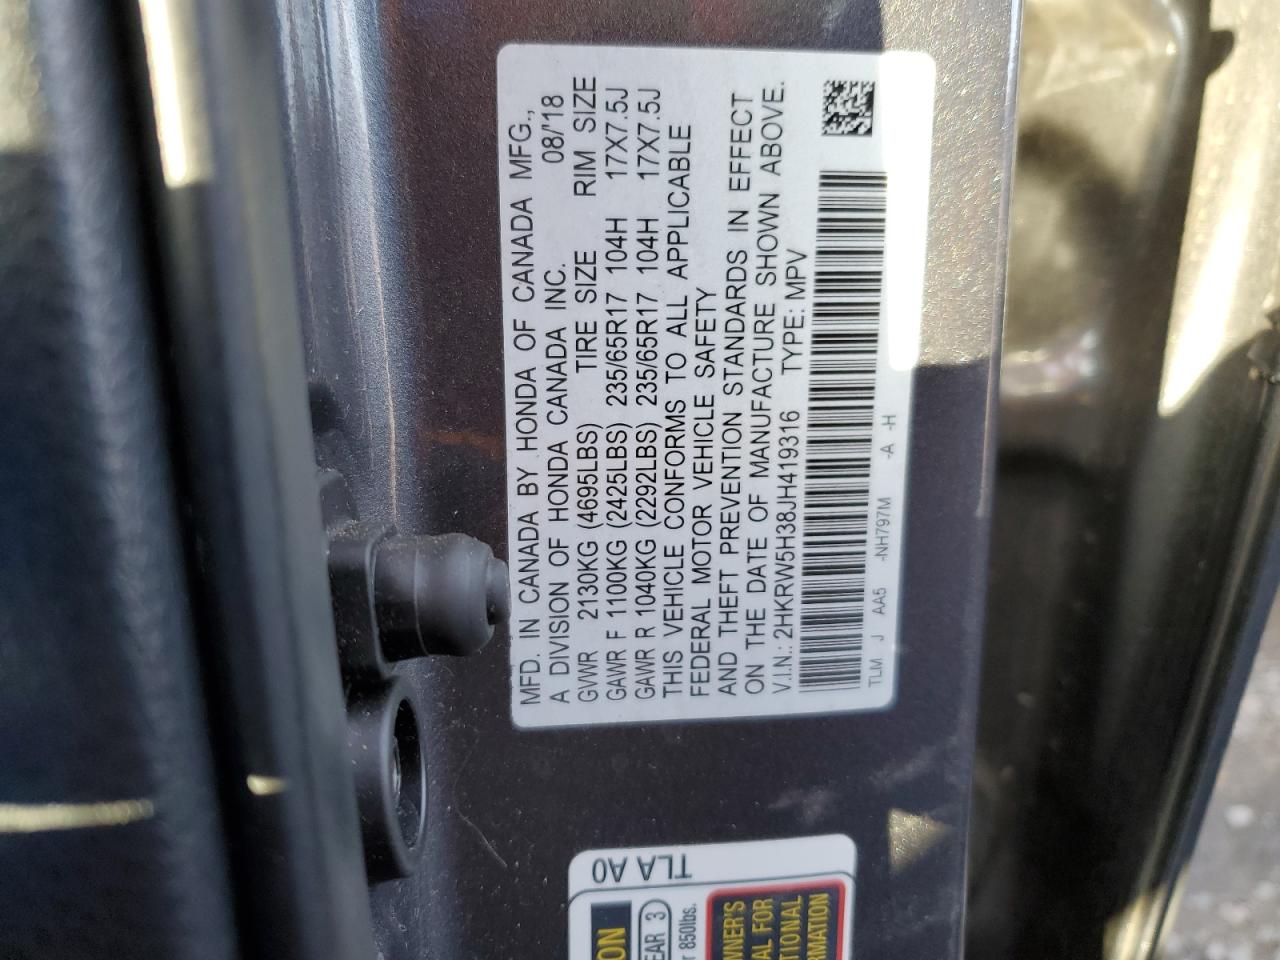 MFD. IN CANADA BY HONDA OF CANADA MFG.,
A DIVISION OF HONDA CANADA INC. 08/'18
GVWR 2130KG (4695LBS) TIRE SIZE RIM SIZE
GAWR F 1100KG (2425LBS) 235/65R17 104H 17X7.5J
GAWR R 1040KG (2292LBS) 235/65R17 104H 17X7.5J
THIS VEHICLE CONFORMS TO ALL APPLICABLE
FEDERAL MOTOR VEHICLE SAFETY
AND THEFT PREVENTION STANDARDS IN EFFECT
ON THE DATE OF MANUFACTURE SHOWN ABOVE.
V.I.N.: 2HKRW5H38JH419316 TYPE: MPV
TLM J AA5 -NH797M -A -H
TLA A0
EAR 3
850lbs.